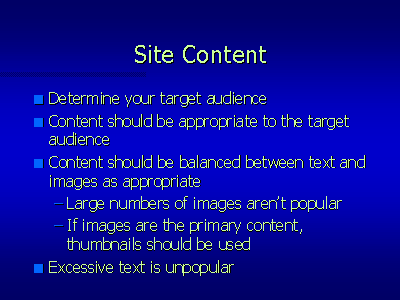 Site Content
Determine your target audience
Content should be appropriate to the target
audience
Content should be balanced between text and
images as appropriate
– Large numbers of images aren't popular
– If images are the primary content,
thumbnails should be used
Excessive text is unpopular